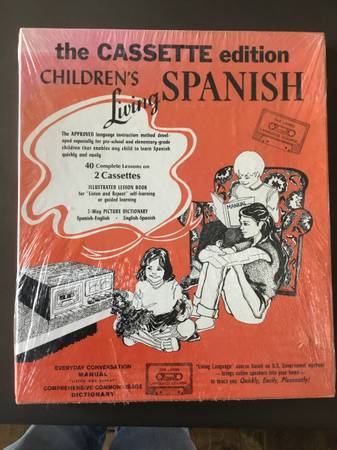 the CASSETTE edition
CHILDREN'S
Living SPANISH
The APPROVED language instruction method devel-
oped especially for pre-school and elementary-grade
children that enables any child to learn Spanish
quickly and easily
40 Complete Lessons on
2 Cassettes
ILLUSTRATED LESSON BOOK
for "Listen and Repeat" self-learning
or guided learning
2-Way PICTURE DICTIONARY
Spanish-English · English-Spanish
MANUAL
EVERYDAY CONVERSATION
MANUAL
COMPREHENSIVE COMMON-USAGE
DICTIONARY
"Living Language" course based on U.S. Government method
— brings native speakers into your home —
to teach you Quickly, Easily, Pleasantly!